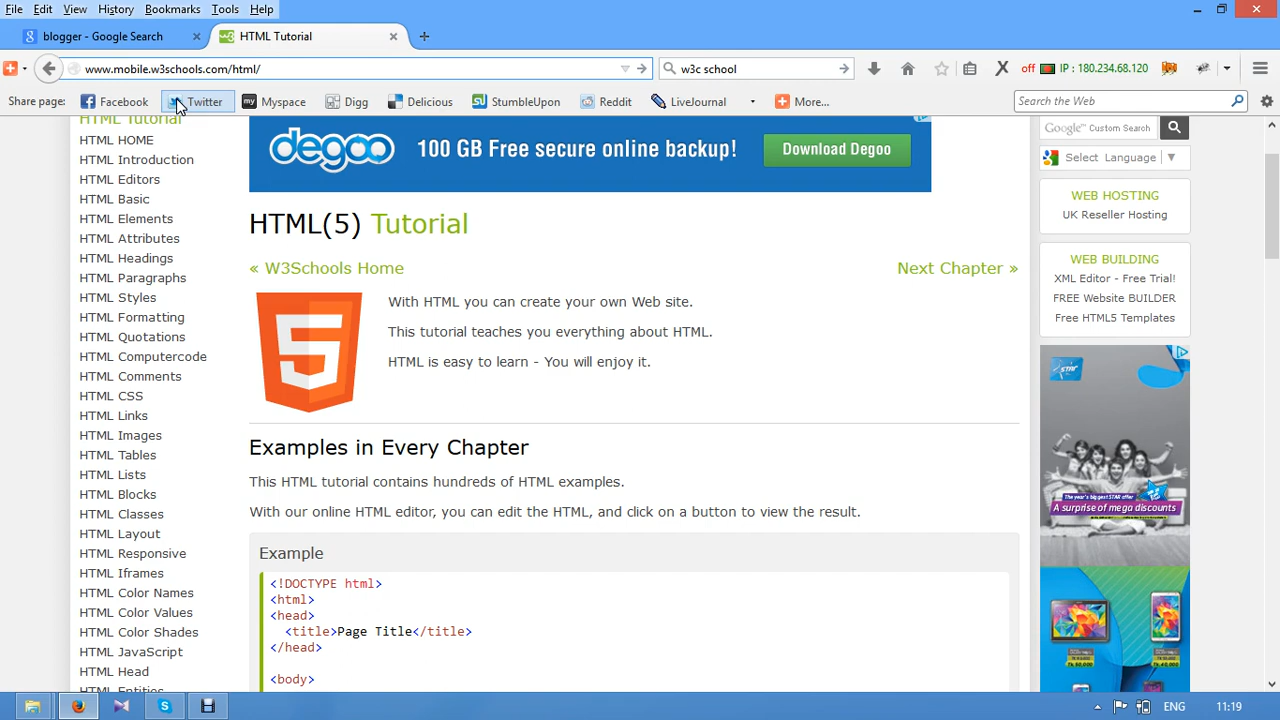 File Edit View History Bookmarks Tools Help
blogger - Google Search
HTML Tutorial
www.mobile.w3schools.com/html/
w3c school
off IP : 180.234.68.120
Share page: Facebook Twitter Myspace Digg Delicious StumbleUpon Reddit LiveJournal More...
Search the Web
HTML Tutorial
HTML HOME
HTML Introduction
HTML Editors
HTML Basic
HTML Elements
HTML Attributes
HTML Headings
HTML Paragraphs
HTML Styles
HTML Formatting
HTML Quotations
HTML Computercode
HTML Comments
HTML CSS
HTML Links
HTML Images
HTML Tables
HTML Lists
HTML Blocks
HTML Classes
HTML Layout
HTML Responsive
HTML Iframes
HTML Color Names
HTML Color Values
HTML Color Shades
HTML JavaScript
HTML Head
HTML Entities
degoo 100 GB Free secure online backup! Download Degoo
HTML(5) Tutorial
« W3Schools Home
Next Chapter »
5
With HTML you can create your own Web site.
This tutorial teaches you everything about HTML.
HTML is easy to learn - You will enjoy it.
Examples in Every Chapter
This HTML tutorial contains hundreds of HTML examples.
With our online HTML editor, you can edit the HTML, and click on a button to view the result.
Example
<!DOCTYPE html>
<html>
<head>
<title>Page Title</title>
</head>
<body>
Google™ Custom Search
Select Language
WEB HOSTING
UK Reseller Hosting
WEB BUILDING
XML Editor - Free Trial!
FREE Website BUILDER
Free HTML5 Templates
STAR
The year's biggest STAR offer
A surprise of mega discounts
ENG
11:19